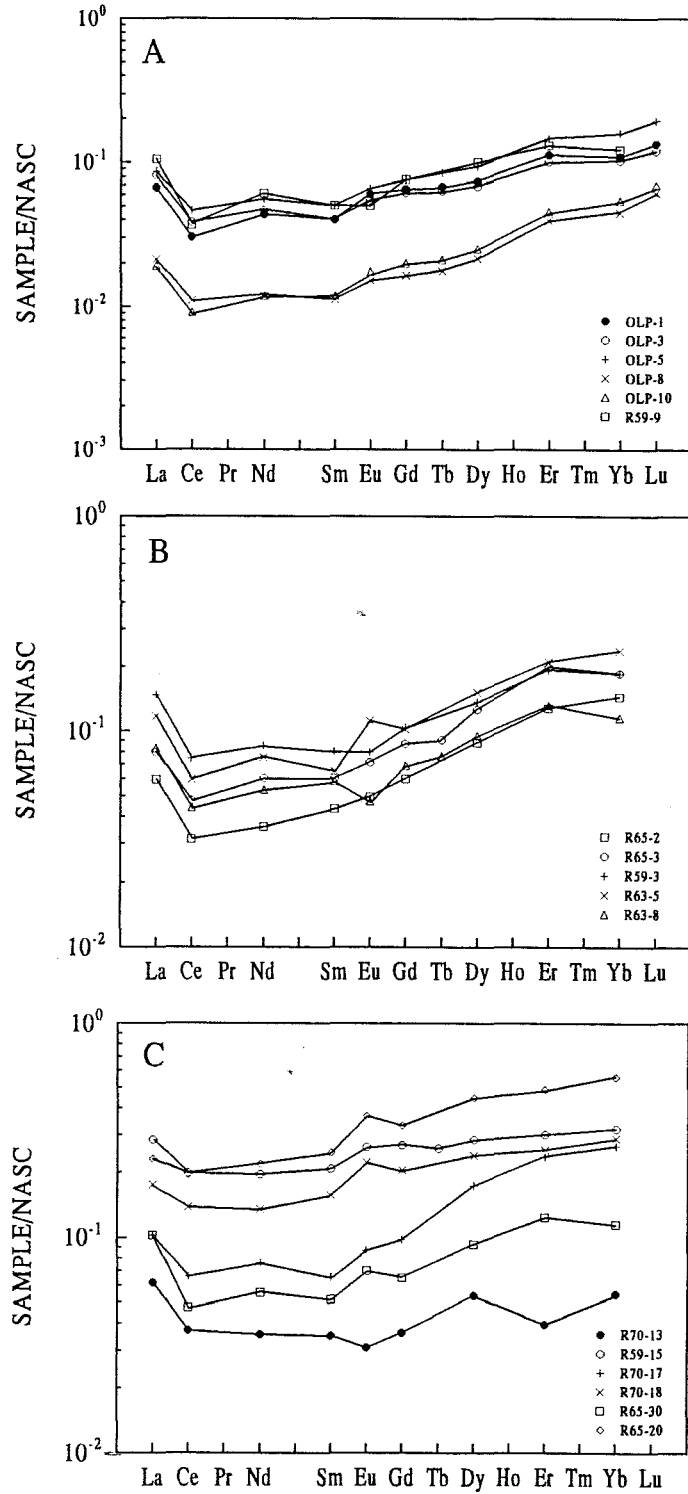 A
10^0
10^-1
10^-2
10^-3
SAMPLE/NASC
OLP-1
OLP-3
OLP-5
OLP-8
OLP-10
R59-9
La Ce Pr Nd Sm Eu Gd Tb Dy Ho Er Tm Yb Lu
B
10^0
10^-1
10^-2
SAMPLE/NASC
R65-2
R65-3
R59-3
R63-5
R63-8
La Ce Pr Nd Sm Eu Gd Tb Dy Ho Er Tm Yb Lu
C
10^0
10^-1
10^-2
SAMPLE/NASC
R70-13
R59-15
R70-17
R70-18
R65-30
R65-20
La Ce Pr Nd Sm Eu Gd Tb Dy Ho Er Tm Yb Lu